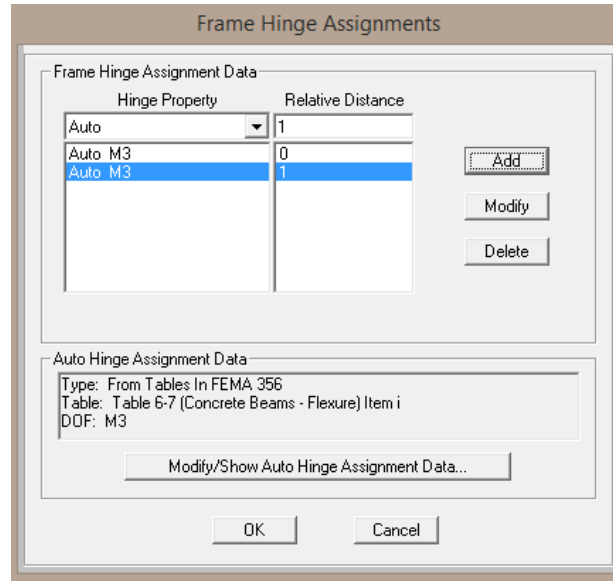 Frame Hinge Assignments
Frame Hinge Assignment Data
Hinge Property Relative Distance
Auto 1
Auto M3 0
Auto M3 1
Add
Modify
Delete
Auto Hinge Assignment Data
Type: From Tables In FEMA 356
Table: Table 6-7 (Concrete Beams - Flexure) Item i
DOF: M3
Modify/Show Auto Hinge Assignment Data...
OK Cancel